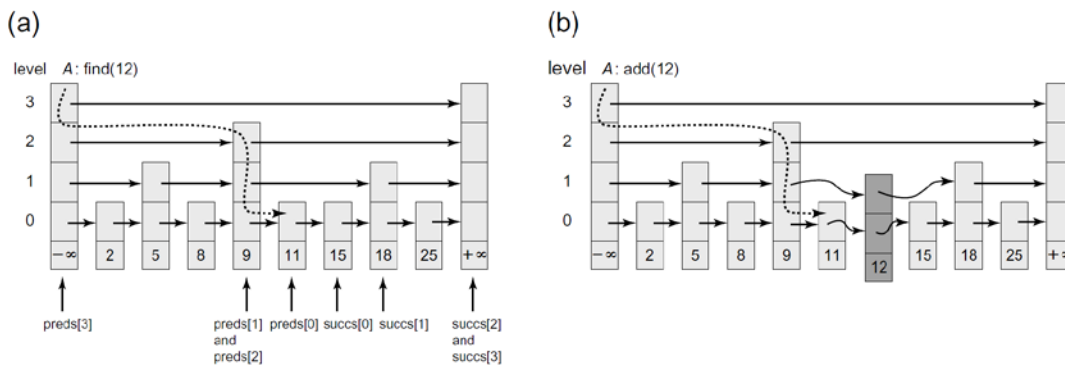 (a)
level A: find(12)
3
2
1
0
−∞ 2 5 8 9 11 15 18 25 +∞
preds[3] preds[1] and preds[2] preds[0] succs[0] succs[1] succs[2] and succs[3]
(b)
level A: add(12)
3
2
1
0
−∞ 2 5 8 9 11 12 15 18 25 +∞